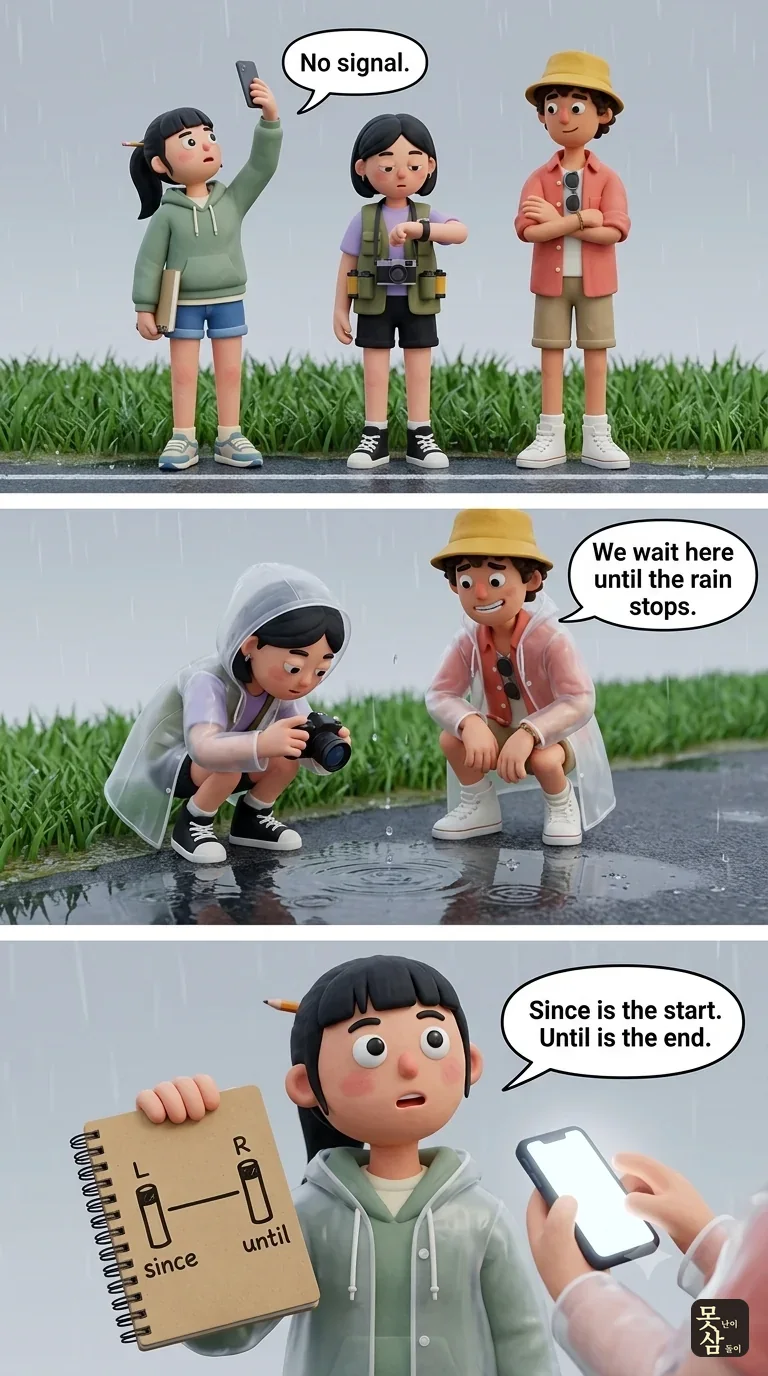 No signal.
We wait here
until the rain
stops.
Since is the start.
Until is the end.
L
R
since
until
못난이
삼돌이